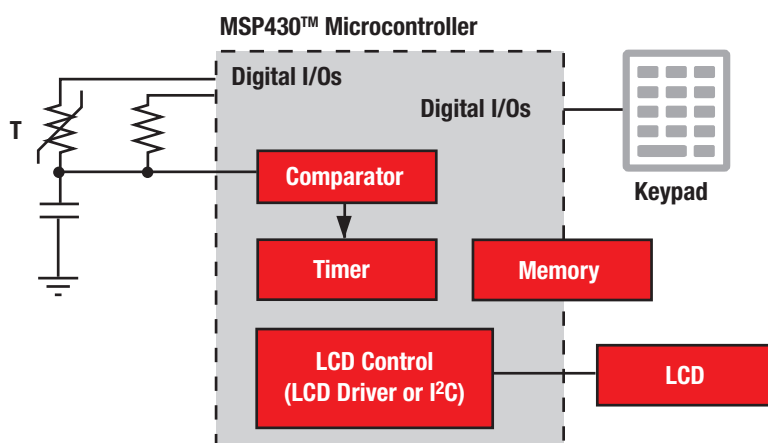 MSP430™ Microcontroller
Digital I/Os
Digital I/Os
T
Comparator
Keypad
Timer
Memory
LCD Control
(LCD Driver or I²C)
LCD